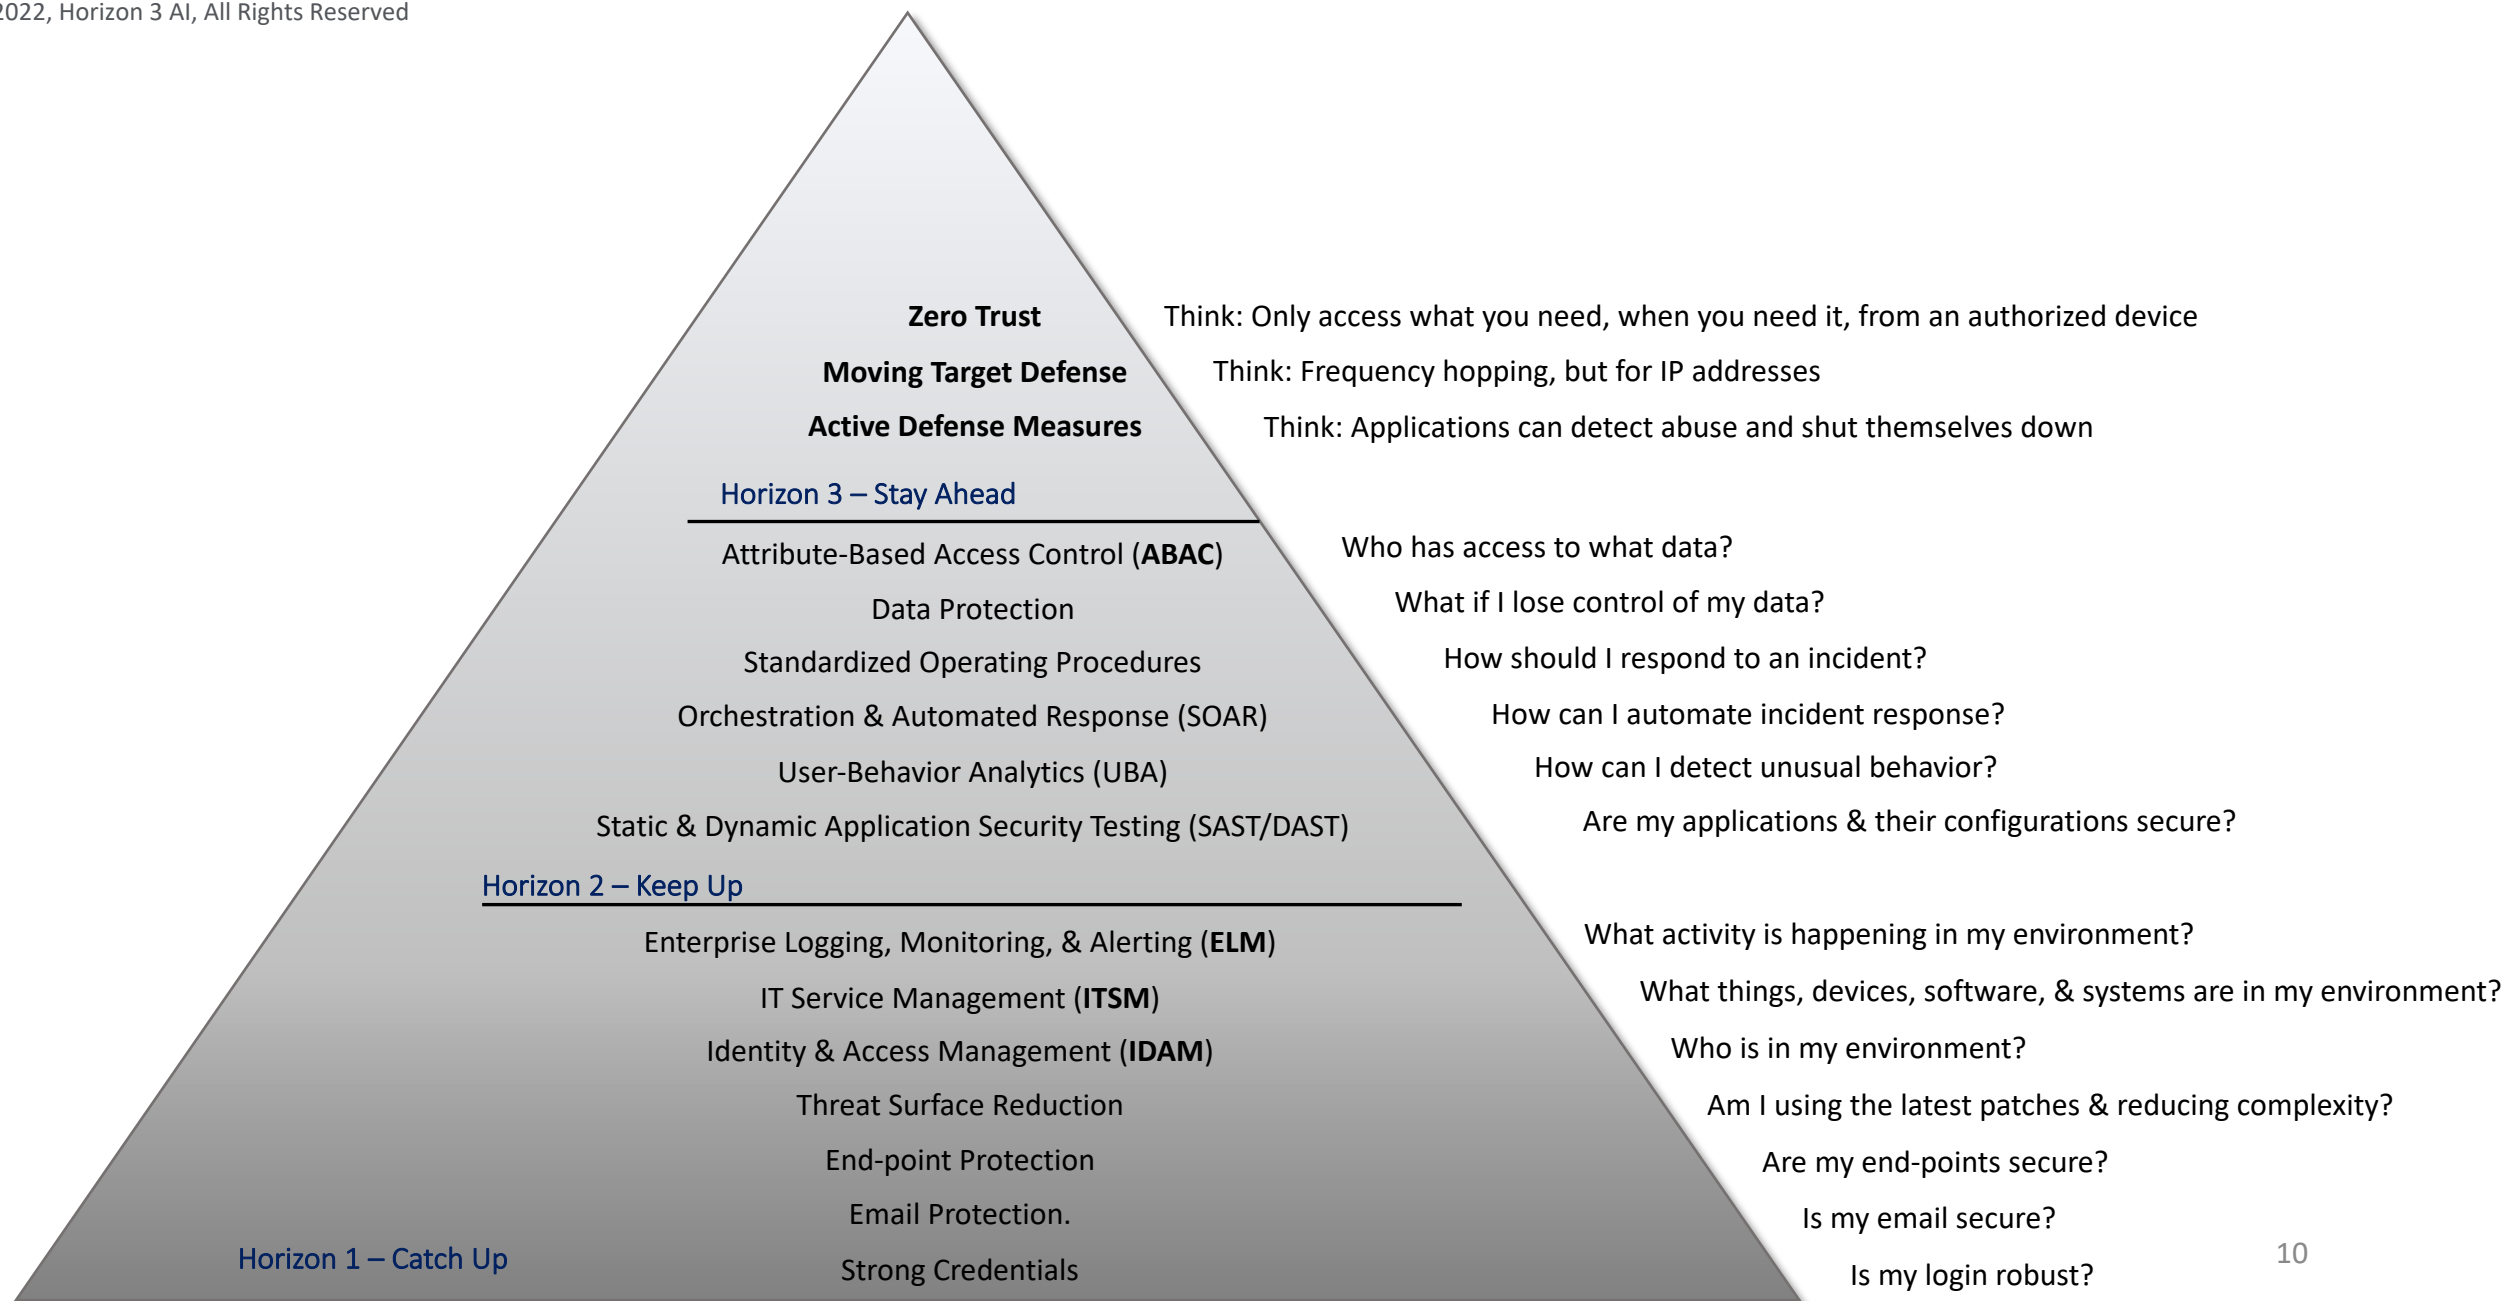 2022, Horizon 3 AI, All Rights Reserved
Zero Trust
Think: Only access what you need, when you need it, from an authorized device
Moving Target Defense
Think: Frequency hopping, but for IP addresses
Active Defense Measures
Think: Applications can detect abuse and shut themselves down
Horizon 3 – Stay Ahead
Attribute-Based Access Control (ABAC)
Who has access to what data?
Data Protection
What if I lose control of my data?
Standardized Operating Procedures
How should I respond to an incident?
Orchestration & Automated Response (SOAR)
How can I automate incident response?
User-Behavior Analytics (UBA)
How can I detect unusual behavior?
Static & Dynamic Application Security Testing (SAST/DAST)
Are my applications & their configurations secure?
Horizon 2 – Keep Up
Enterprise Logging, Monitoring, & Alerting (ELM)
What activity is happening in my environment?
IT Service Management (ITSM)
What things, devices, software, & systems are in my environment?
Identity & Access Management (IDAM)
Who is in my environment?
Threat Surface Reduction
Am I using the latest patches & reducing complexity?
End-point Protection
Are my end-points secure?
Email Protection.
Is my email secure?
Horizon 1 – Catch Up
Strong Credentials
Is my login robust?
10